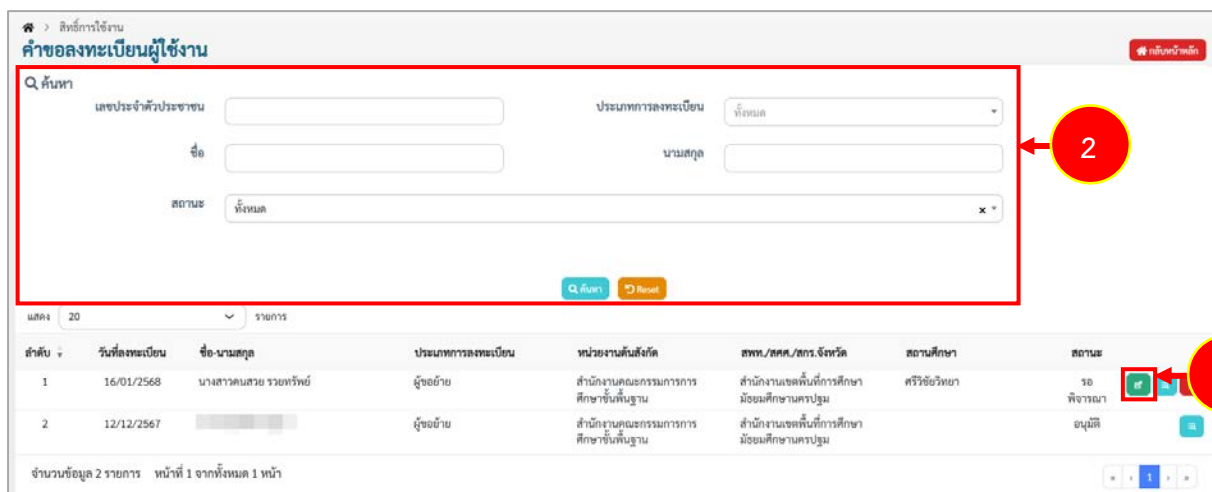 สิทธิ์การใช้งาน
คำขอลงทะเบียนผู้ใช้งาน
กลับหน้าหลัก
ค้นหา
เลขประจำตัวประชาชน
ประเภทการลงทะเบียน ทั้งหมด
ชื่อ
นามสกุล
2
สถานะ ทั้งหมด
ค้นหา Reset
แสดง 20 รายการ
ลำดับ วันที่ลงทะเบียน ชื่อ-นามสกุล ประเภทการลงทะเบียน หน่วยงานต้นสังกัด สพท./สศศ./สกร.จังหวัด สถานศึกษา สถานะ
1 16/01/2568 นางสาวคนสวย รวยทรัพย์ ผู้ขอย้าย สำนักงานคณะกรรมการการ สำนักงานเขตพื้นที่การศึกษา ศรีวิชัยวิทยา รอ
ศึกษาขั้นพื้นฐาน มัธยมศึกษานครปฐม พิจารณา
2 12/12/2567 ผู้ขอย้าย สำนักงานคณะกรรมการการ สำนักงานเขตพื้นที่การศึกษา อนุมัติ
ศึกษาขั้นพื้นฐาน มัธยมศึกษานครปฐม
จำนวนข้อมูล 2 รายการ หน้าที่ 1 จากทั้งหมด 1 หน้า
« ‹ 1 › »